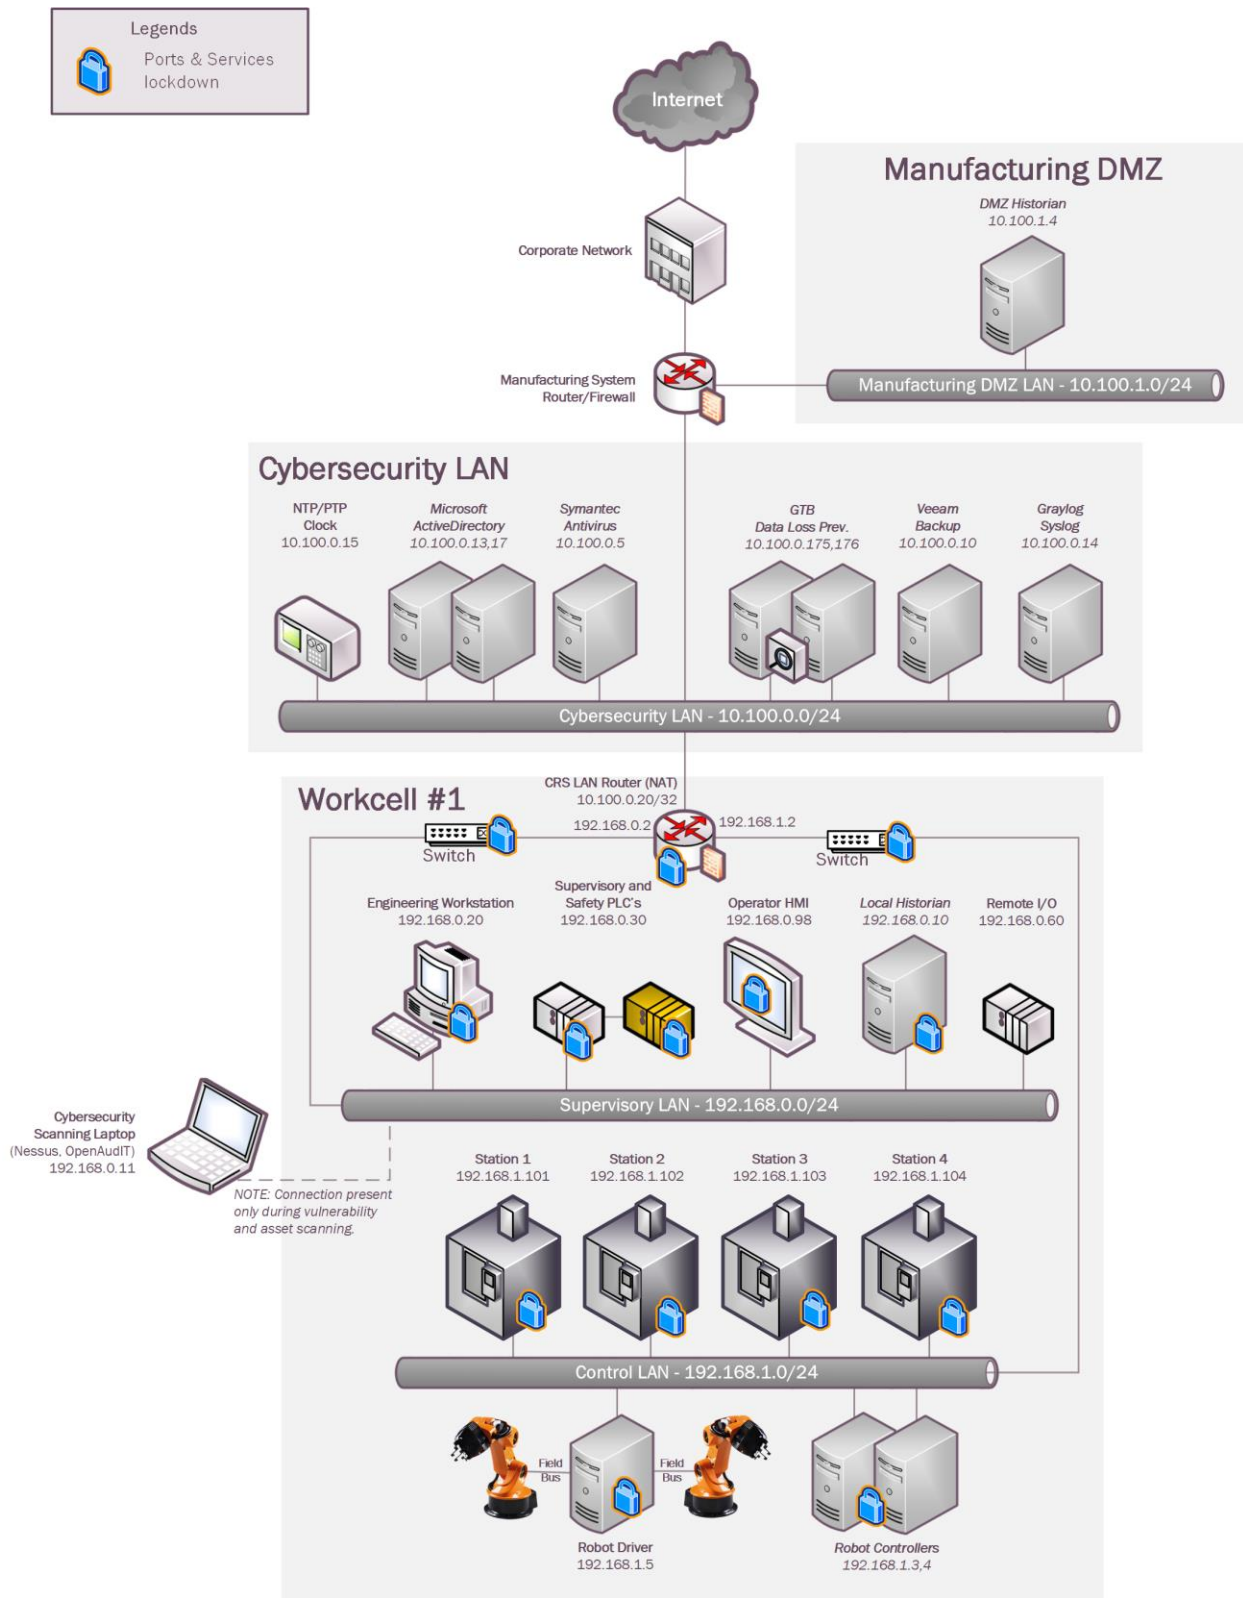 Legends
Ports & Services
lockdown
Internet
Manufacturing DMZ
DMZ Historian
10.100.1.4
Corporate Network
Manufacturing System
Router/Firewall
Manufacturing DMZ LAN - 10.100.1.0/24
Cybersecurity LAN
NTP/PTP
Clock
10.100.0.15
Microsoft
ActiveDirectory
10.100.0.13,17
Symantec
Antivirus
10.100.0.5
GTB
Data Loss Prev.
10.100.0.175,176
Veeam
Backup
10.100.0.10
Graylog
Syslog
10.100.0.14
Cybersecurity LAN - 10.100.0.0/24
Workcell #1
CRS LAN Router (NAT)
10.100.0.20/32
192.168.0.2
192.168.1.2
Switch
Switch
Engineering Workstation
192.168.0.20
Supervisory and
Safety PLC's
192.168.0.30
Operator HMI
192.168.0.98
Local Historian
192.168.0.10
Remote I/O
192.168.0.60
Supervisory LAN - 192.168.0.0/24
Cybersecurity
Scanning Laptop
(Nessus, OpenAudIT)
192.168.0.11
NOTE: Connection present
only during vulnerability
and asset scanning.
Station 1
192.168.1.101
Station 2
192.168.1.102
Station 3
192.168.1.103
Station 4
192.168.1.104
Control LAN - 192.168.1.0/24
Field
Bus
Field
Bus
Robot Driver
192.168.1.5
Robot Controllers
192.168.1.3,4